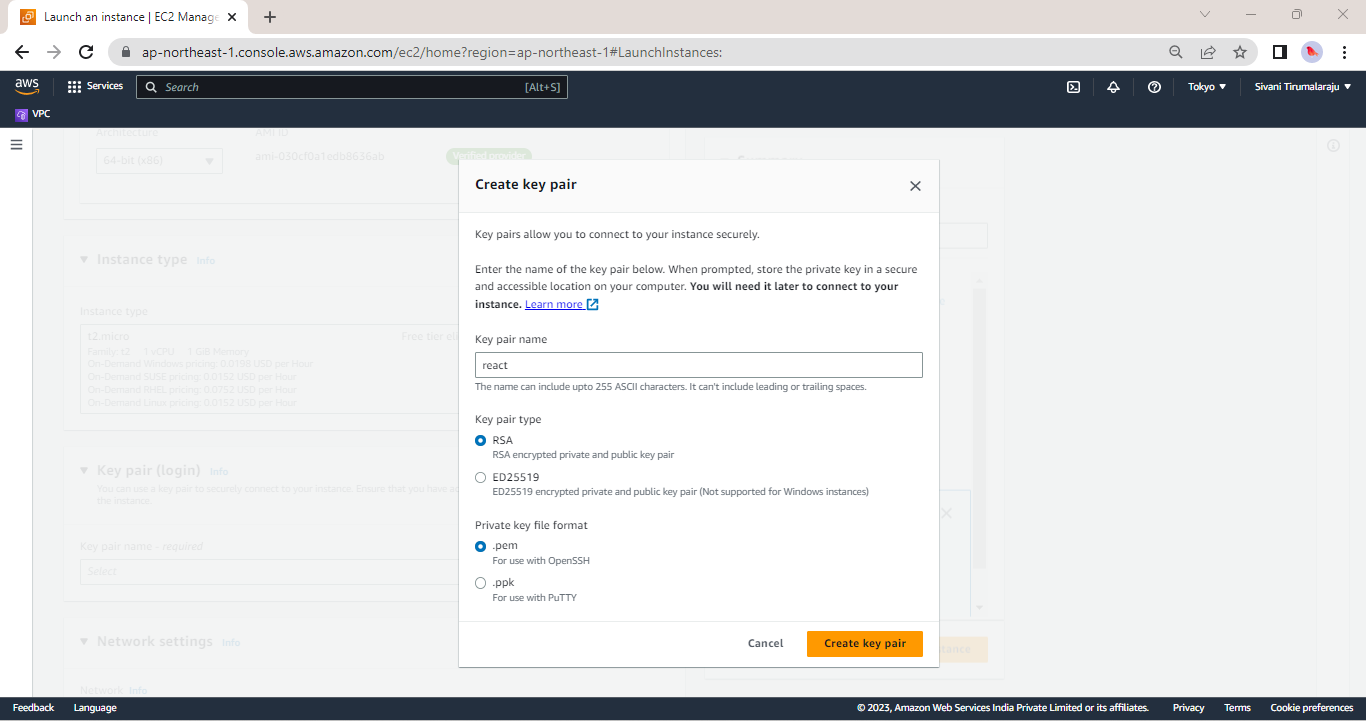 Launch an instance | EC2 Manage
ap-northeast-1.console.aws.amazon.com/ec2/home?region=ap-northeast-1#LaunchInstances:
aws
Services
Search
[Alt+S]
Tokyo
Sivani Tirumalaraju
VPC
Architecture
AMI ID
64-bit (x86)
ami-030cf0a1edb8636ab
Verified provider
Create key pair
Key pairs allow you to connect to your instance securely.
Enter the name of the key pair below. When prompted, store the private key in a secure
and accessible location on your computer. You will need it later to connect to your
instance. Learn more
Key pair name
react
The name can include upto 255 ASCII characters. It can't include leading or trailing spaces.
Key pair type
RSA
RSA encrypted private and public key pair
ED25519
ED25519 encrypted private and public key pair (Not supported for Windows instances)
Private key file format
.pem
For use with OpenSSH
.ppk
For use with PuTTY
Cancel
Create key pair
Instance type Info
Instance type
t2.micro
Free tier eli
Family: t2 1 vCPU 1 GiB Memory
On-Demand Windows pricing: 0.0198 USD per Hour
On-Demand SUSE pricing: 0.0152 USD per Hour
On-Demand RHEL pricing: 0.0752 USD per Hour
On-Demand Linux pricing: 0.0152 USD per Hour
Key pair (login) Info
You can use a key pair to securely connect to your instance. Ensure that you have ac
the instance.
Key pair name - required
Select
Network settings Info
Network Info
stance
Feedback
Language
© 2023, Amazon Web Services India Private Limited or its affiliates.
Privacy
Terms
Cookie preferences